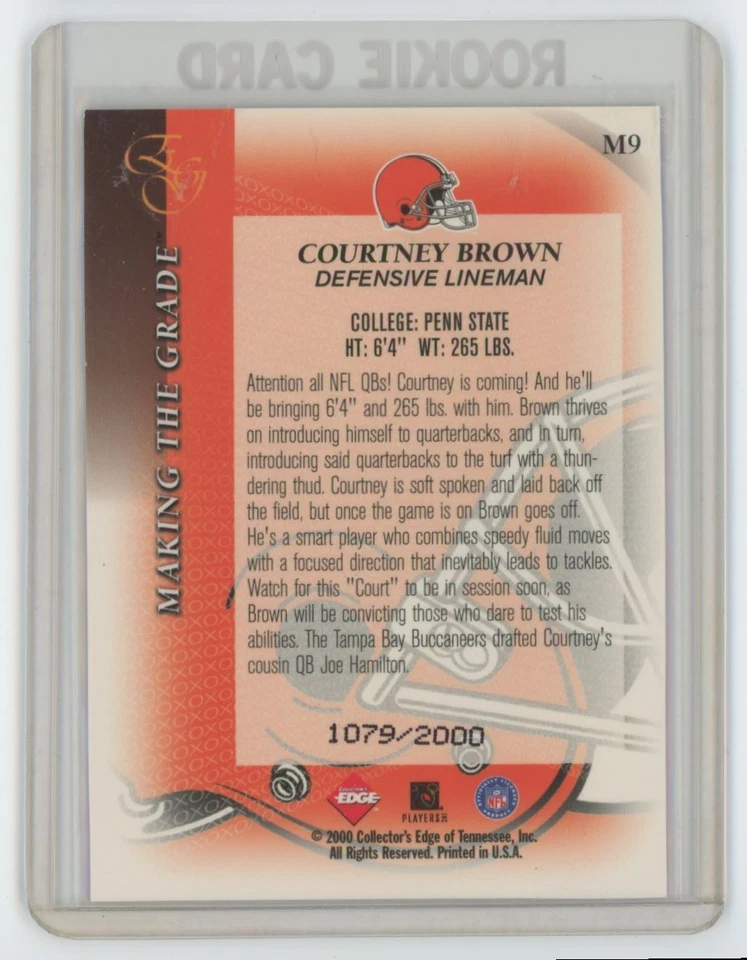 ROOKIE CARD
M9
EG
MAKING THE GRADE™
COURTNEY BROWN
DEFENSIVE LINEMAN
COLLEGE: PENN STATE
HT: 6'4" WT: 265 LBS.
Attention all NFL QBs! Courtney is coming! And he'll
be bringing 6'4" and 265 lbs. with him. Brown thrives
on introducing himself to quarterbacks, and in turn,
introducing said quarterbacks to the turf with a thun-
dering thud. Courtney is soft spoken and laid back off
the field, but once the game is on Brown goes off.
He's a smart player who combines speedy fluid moves
with a focused direction that inevitably leads to tackles.
Watch for this "Court" to be in session soon, as
Brown will be convicting those who dare to test his
abilities. The Tampa Bay Buccaneers drafted Courtney's
cousin QB Joe Hamilton.
1079/2000
COLLECTOR'S
EDGE
PLAYERS INC
NFL
© 2000 Collector's Edge of Tennessee, Inc.
All Rights Reserved. Printed in U.S.A.